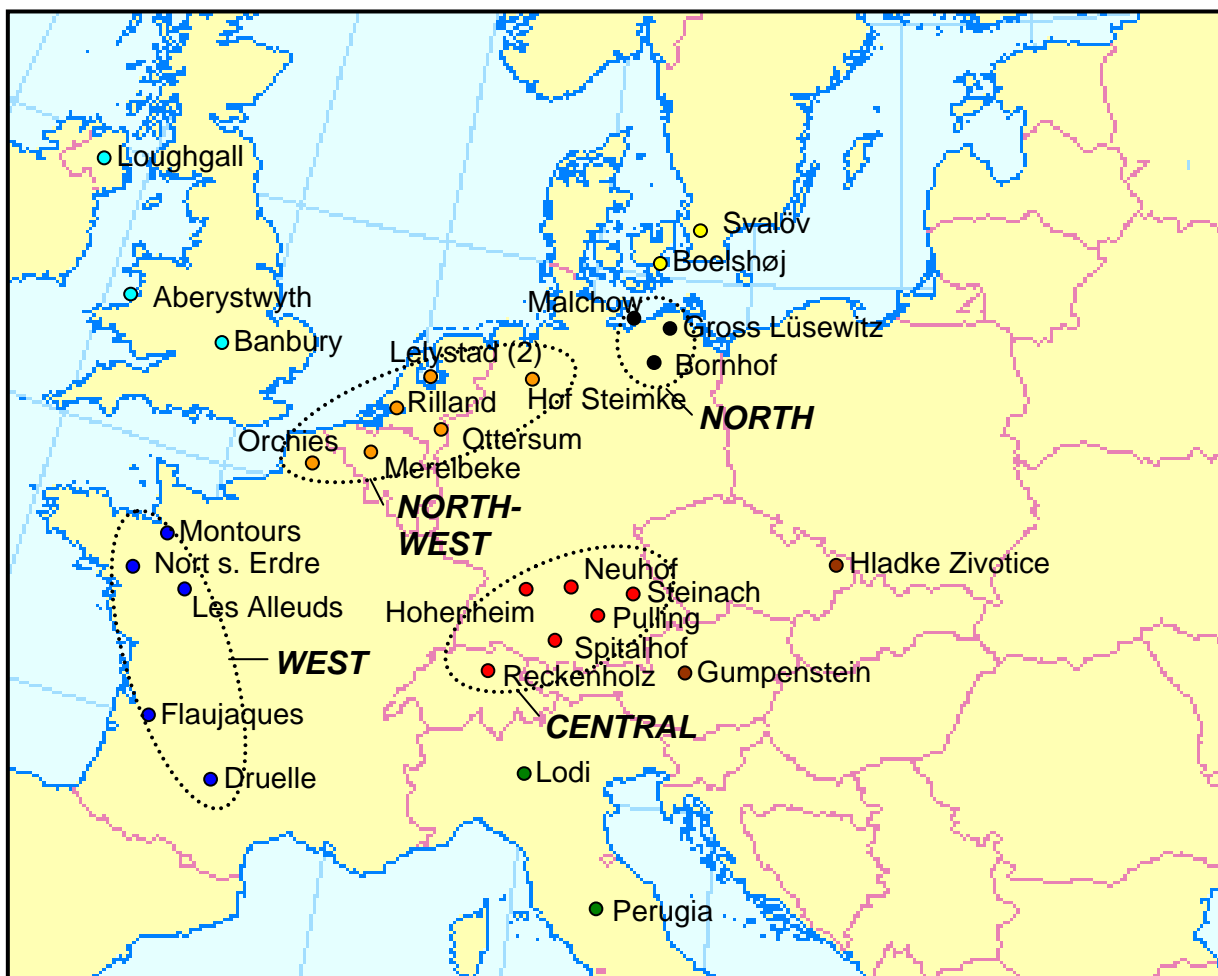 Loughgall
Svalöv
Boelshøj
Aberystwyth
Malchow
Gross Lüsewitz
Banbury
Lelystad (2)
Bornhof
Hof Steimke
Rilland
NORTH
Orchies
Ottersum
Merelbeke
NORTH-
WEST
Montours
Nort s. Erdre
Hladke Zivotice
Neuhof
Steinach
Les Alleuds
Hohenheim
Pulling
Spitalhof
WEST
Reckenholz
Gumpenstein
Flaujaques
CENTRAL
Druelle
Lodi
Perugia